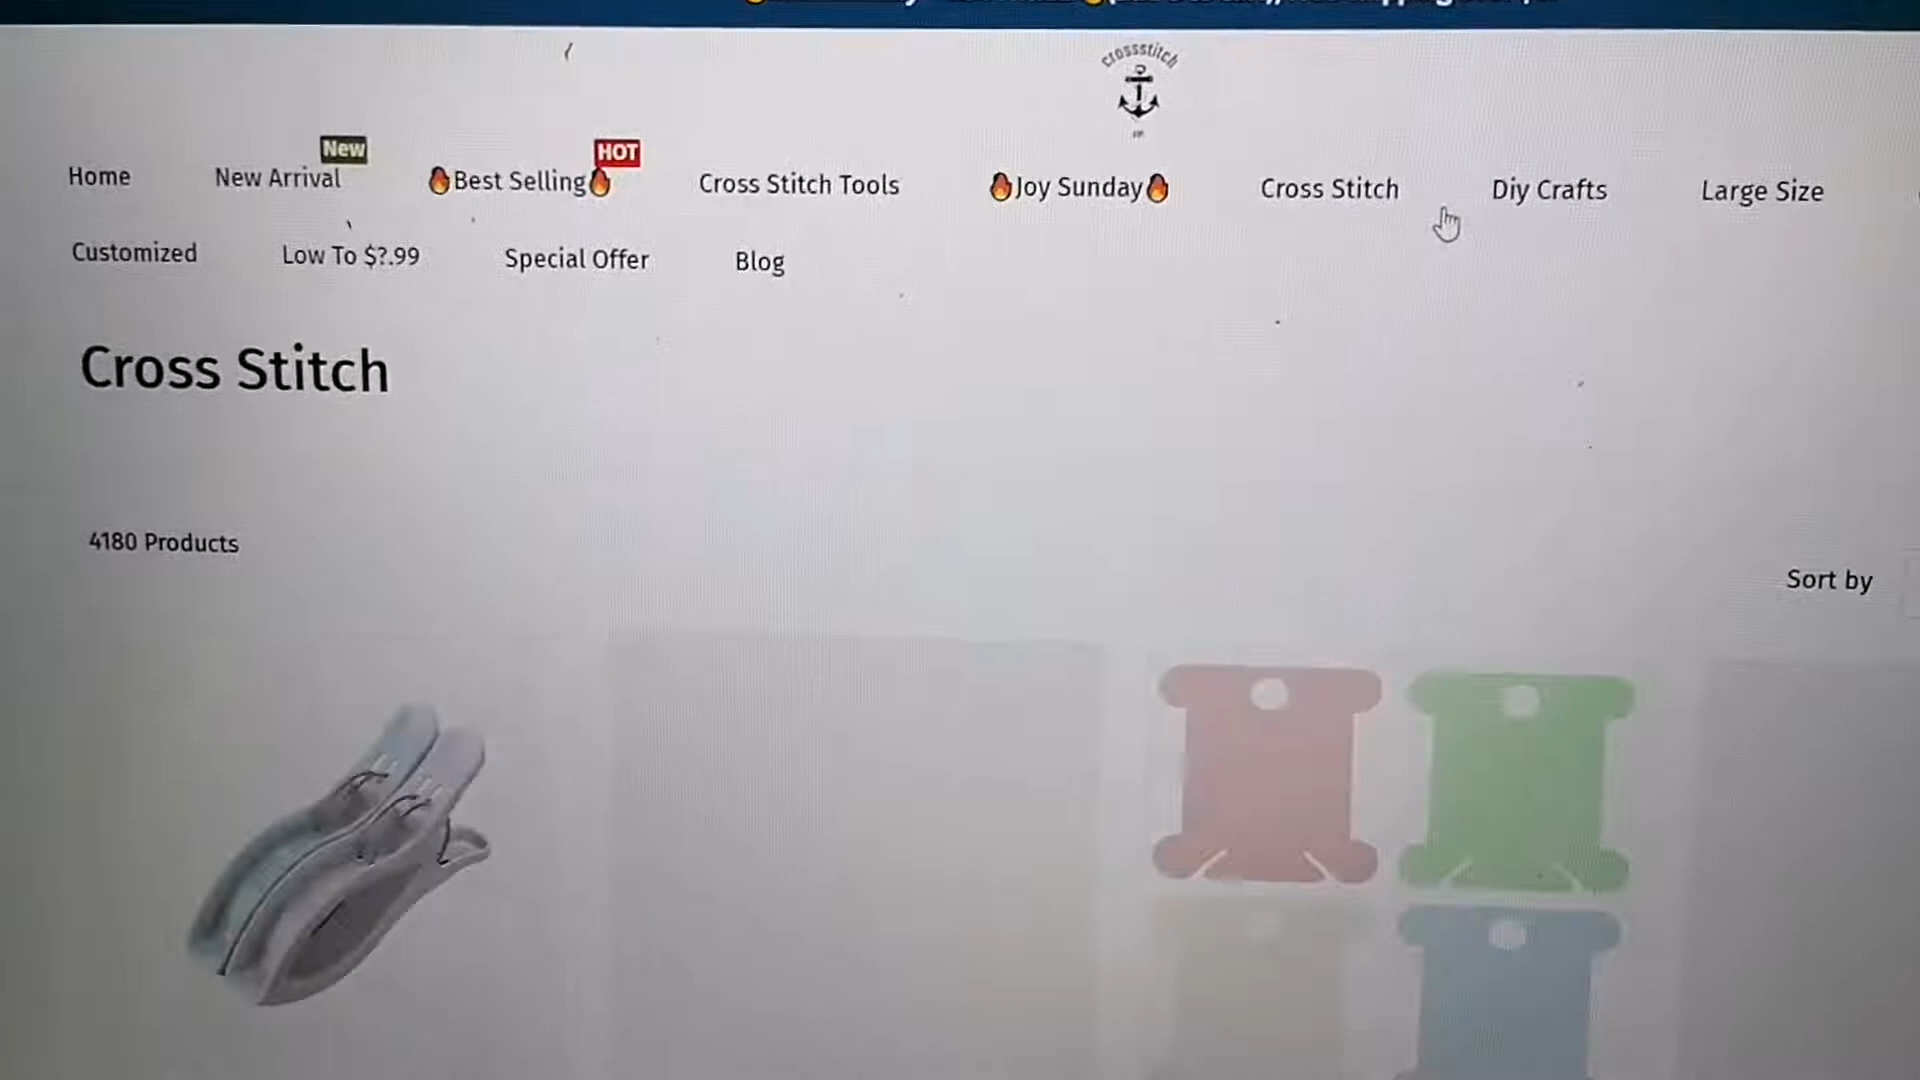 crossstitch
New
HOT
Home New Arrival 🔥Best Selling🔥 Cross Stitch Tools 🔥Joy Sunday🔥 Cross Stitch Diy Crafts Large Size
Customized Low To $?.99 Special Offer Blog
Cross Stitch
4180 Products
Sort by